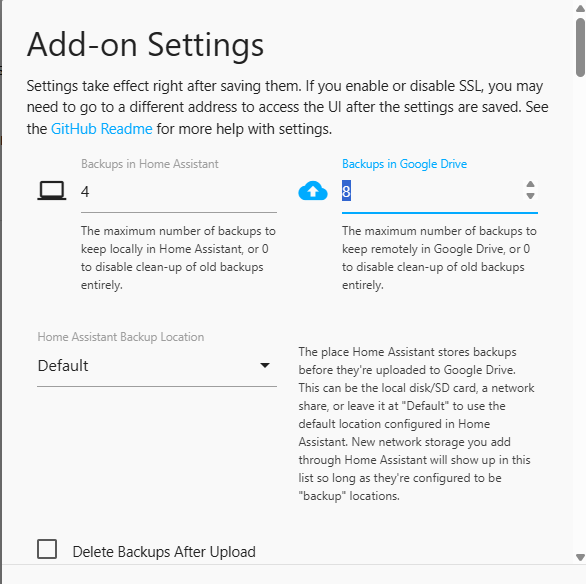 Add-on Settings
Settings take effect right after saving them. If you enable or disable SSL, you may
need to go to a different address to access the UI after the settings are saved. See
the GitHub Readme for more help with settings.
Backups in Home Assistant
4
The maximum number of backups to
keep locally in Home Assistant, or 0
to disable clean-up of old backups
entirely.
Backups in Google Drive
8
The maximum number of backups to
keep remotely in Google Drive, or 0
to disable clean-up of old backups
entirely.
Home Assistant Backup Location
Default
The place Home Assistant stores backups
before they're uploaded to Google Drive.
This can be the local disk/SD card, a network
share, or leave it at "Default" to use the
default location configured in Home
Assistant. New network storage you add
through Home Assistant will show up in this
list so long as they're configured to be
"backup" locations.
Delete Backups After Upload